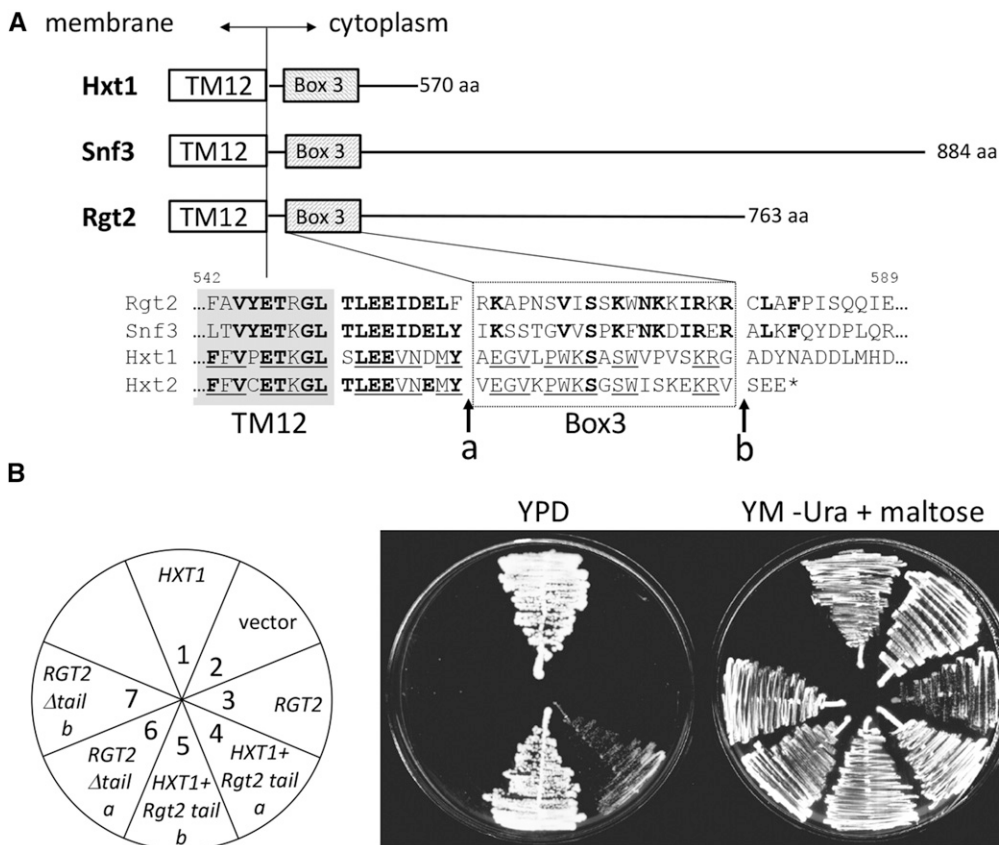 A membrane cytoplasm
Hxt1 TM12 Box 3 570 aa
Snf3 TM12 Box 3 884 aa
Rgt2 TM12 Box 3 763 aa
542 589
Rgt2 …FAVYETRGL TLEEIDELF RKAPNSVISSKWNKKIRKR CLAFPISQQIE…
Snf3 …LTVYETKGL TLEEIDELY IKSSTGVVSPKFNKDIRER ALKFQYDPLQR…
Hxt1 …FFVPETKGL SLEEVNDMY AEGVLPWKSASWVPVSKRG ADYNADDLMHD…
Hxt2 …FFVCETKGL TLEEVNEMY VEGVKPWKSGSWISKEKRV SEE*
TM12 a Box3 b
B
YPD YM -Ura + maltose
HXT1
vector
1
2
RGT2
Δtail
b
7
3
RGT2
6
5
4
RGT2
Δtail
a
HXT1+
Rgt2 tail
b
HXT1+
Rgt2 tail
a